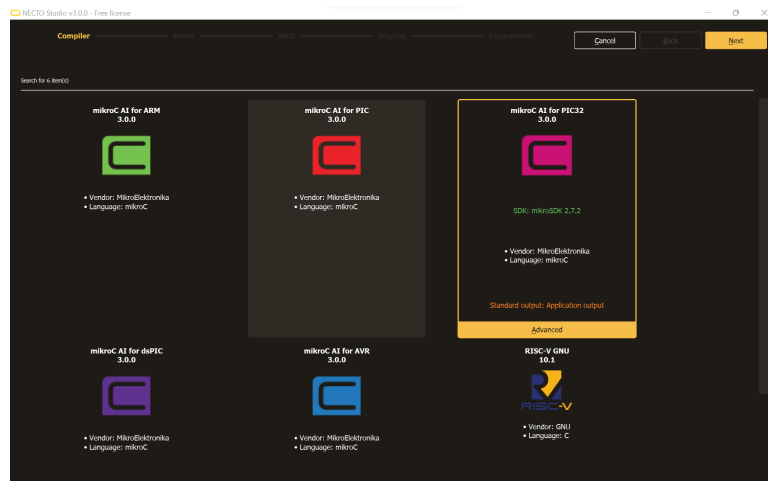 NECTO Studio v3.0.0 - Free license
Compiler
Board
MCU
Display
Programmer
Cancel
Back
Next
Search for 6 item(s)
mikroC AI for ARM
3.0.0
• Vendor: MikroElektronika
• Language: mikroC
mikroC AI for PIC
3.0.0
• Vendor: MikroElektronika
• Language: mikroC
mikroC AI for PIC32
3.0.0
SDK: mikroSDK 2.7.2
• Vendor: MikroElektronika
• Language: mikroC
Standard output: Application output
Advanced
mikroC AI for dsPIC
3.0.0
• Vendor: MikroElektronika
• Language: mikroC
mikroC AI for AVR
3.0.0
• Vendor: MikroElektronika
• Language: mikroC
RISC-V GNU
10.1
RISC-V
• Vendor: GNU
• Language: C